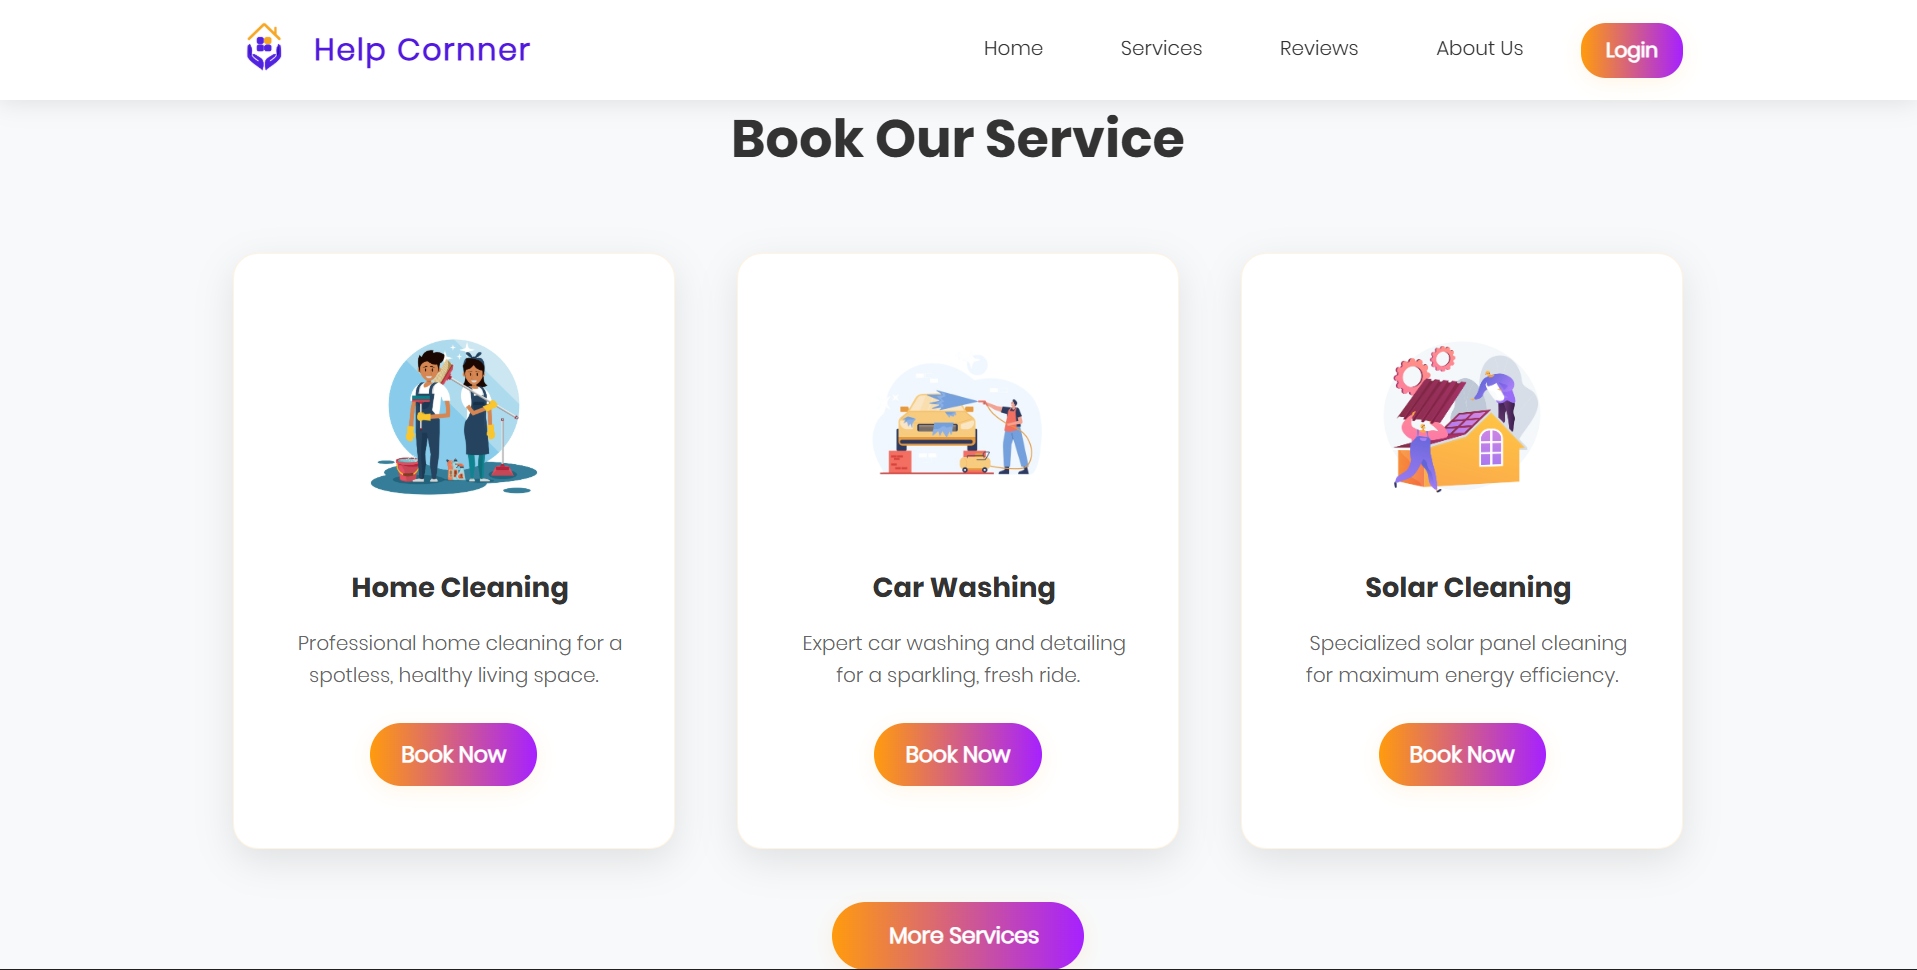 Help Cornner
Home
Services
Reviews
About Us
Login
Book Our Service
Home Cleaning
Professional home cleaning for a
spotless, healthy living space.
Book Now
Car Washing
Expert car washing and detailing
for a sparkling, fresh ride.
Book Now
Solar Cleaning
Specialized solar panel cleaning
for maximum energy efficiency.
Book Now
More Services